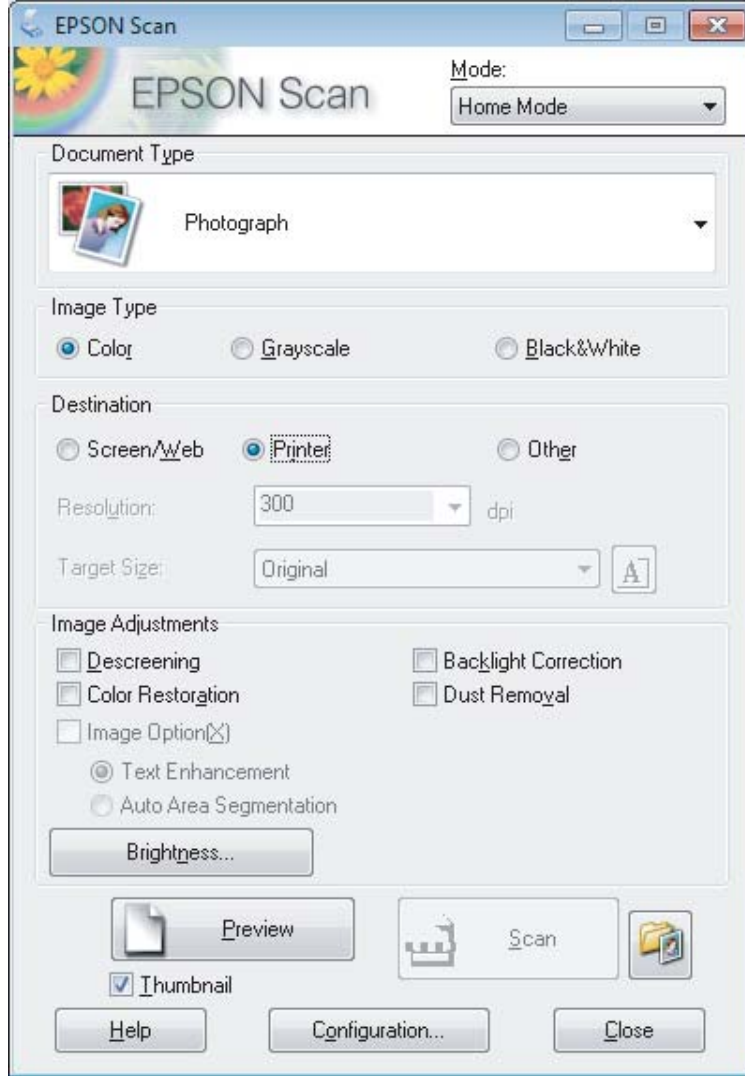 EPSON Scan
EPSON Scan
Mode:
Home Mode
Document Type
Photograph
Image Type
Color Grayscale Black&White
Destination
Screen/Web Printer Other
Resolution: 300 dpi
Target Size: Original A
Image Adjustments
Descreening Backlight Correction
Color Restoration Dust Removal
Image Option(X)
Text Enhancement
Auto Area Segmentation
Brightness...
Preview Scan
Thumbnail
Help Configuration... Close